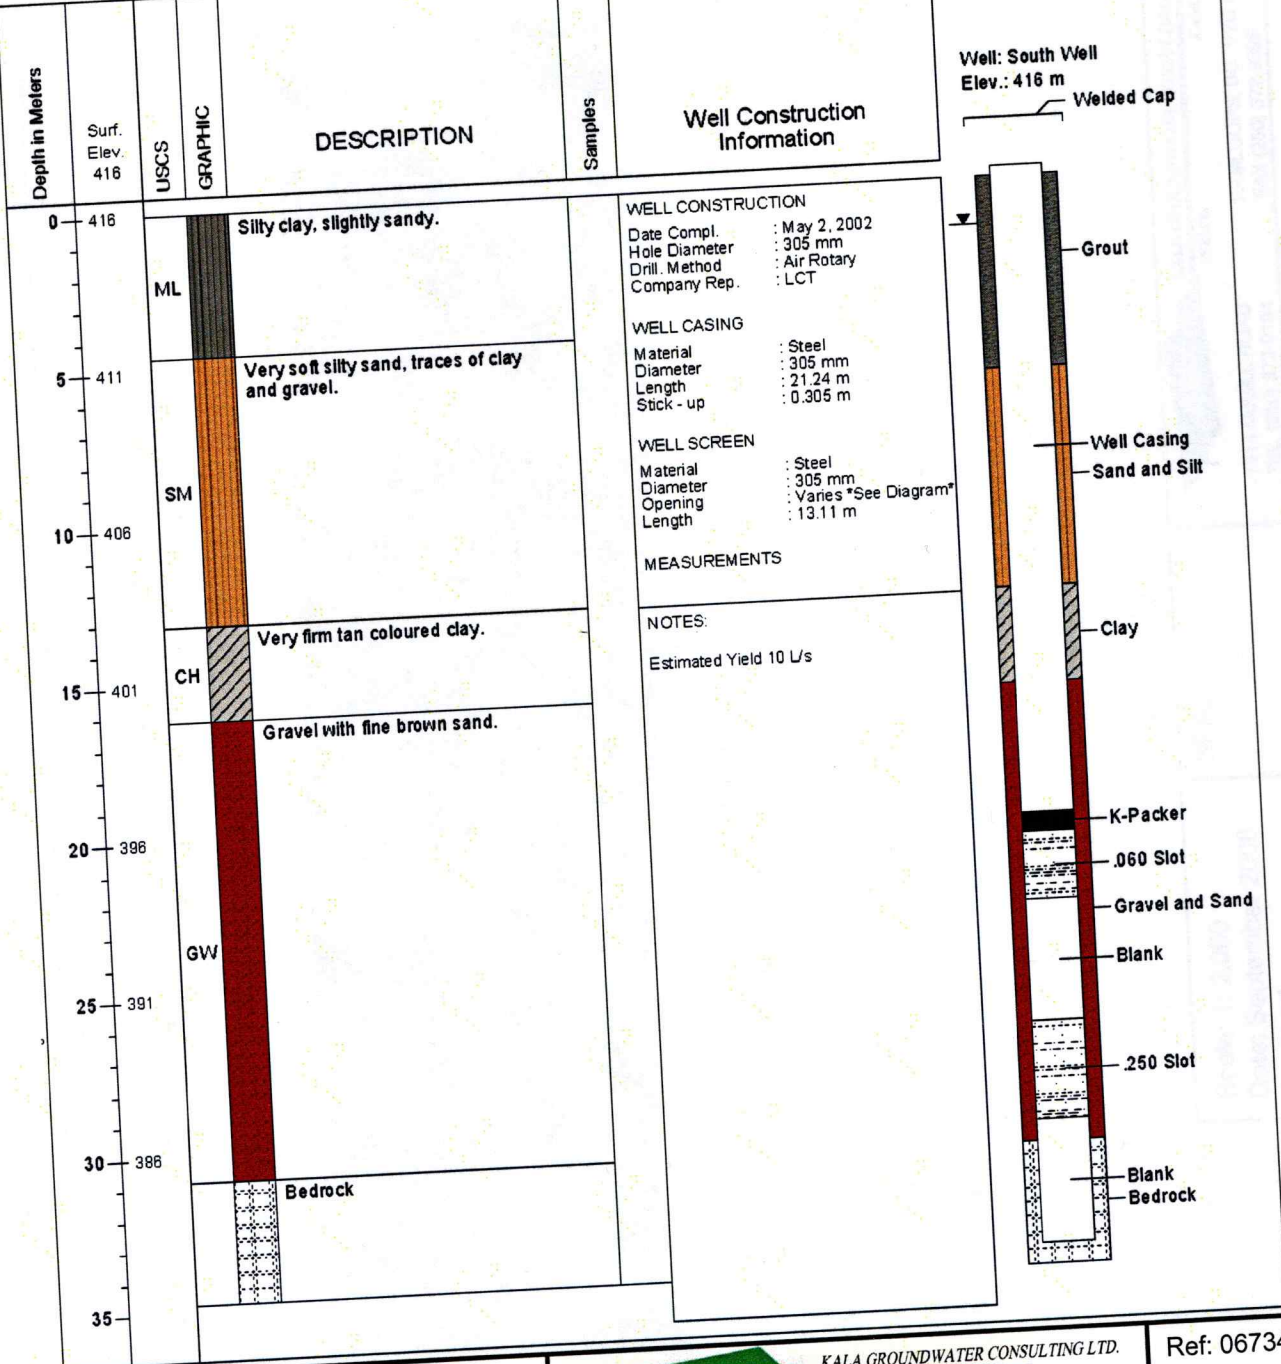 Depth in Meters
Surf.
Elev.
416
USCS
GRAPHIC
DESCRIPTION
Samples
Well Construction
Information
Well: South Well
Elev.: 416 m
Welded Cap
0 416
5 411
10 406
15 401
20 396
25 391
30 386
35
ML
SM
CH
GW
Silty clay, slightly sandy.
Very soft silty sand, traces of clay
and gravel.
Very firm tan coloured clay.
Gravel with fine brown sand.
Bedrock
WELL CONSTRUCTION
Date Compl. : May 2, 2002
Hole Diameter : 305 mm
Drill. Method : Air Rotary
Company Rep. : LCT
WELL CASING
Material : Steel
Diameter : 305 mm
Length : 21.24 m
Stick - up : 0.305 m
WELL SCREEN
Material : Steel
Diameter : 305 mm
Opening : Varies *See Diagram*
Length : 13.11 m
MEASUREMENTS
NOTES:
Estimated Yield 10 L/s
Grout
Well Casing
Sand and Silt
Clay
K-Packer
.060 Slot
Gravel and Sand
Blank
.250 Slot
Blank
Bedrock
KALA GROUNDWATER CONSULTING LTD.
Ref: 06734